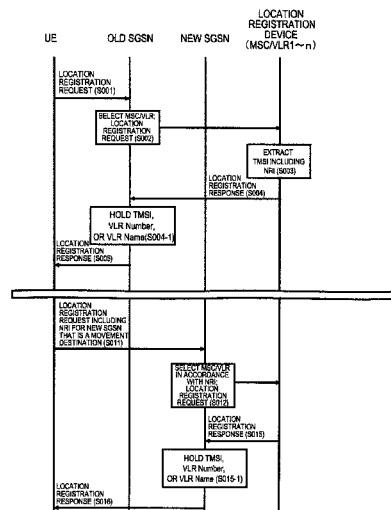 LOCATION
REGISTRATION
DEVICE
(MSC/VLR1～n)
UE
OLD SGSN
NEW SGSN
LOCATION
REGISTRATION
REQUEST (S001)
SELECT MSC/VLR;
LOCATION
REGISTRATION
REQUEST (S002)
EXTRACT
TMSI INCLUDING
NRI (S003)
LOCATION
REGISTRATION
RESPONSE (S004)
HOLD TMSI,
VLR Number,
OR VLR Name(S004-1)
LOCATION
REGISTRATION
RESPONSE (S005)
LOCATION
REGISTRATION
REQUEST INCLUDING
NRI FOR NEW SGSN
THAT IS A MOVEMENT
DESTINATION (S011)
SELECT MSC/VLR
IN ACCORDANCE
WITH NRI;
LOCATION
REGISTRATION
REQUEST (S012)
LOCATION
REGISTRATION
RESPONSE (S015)
HOLD TMSI,
VLR Number,
OR VLR Name (S015-1)
LOCATION
REGISTRATION
RESPONSE (S016)